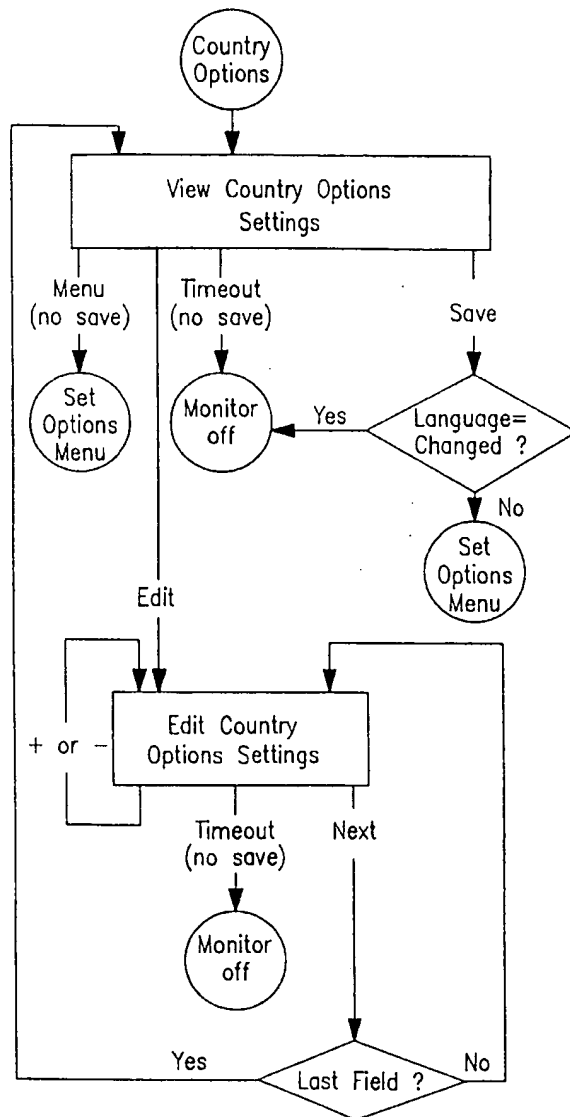 Country
Options
View Country Options
Settings
Menu
(no save)
Timeout
(no save)
Save
Set
Options
Menu
Monitor
off
Yes
Language=
Changed ?
No
Set
Options
Menu
Edit
+ or -
Edit Country
Options Settings
Timeout
(no save)
Next
Monitor
off
Yes
Last Field ?
No